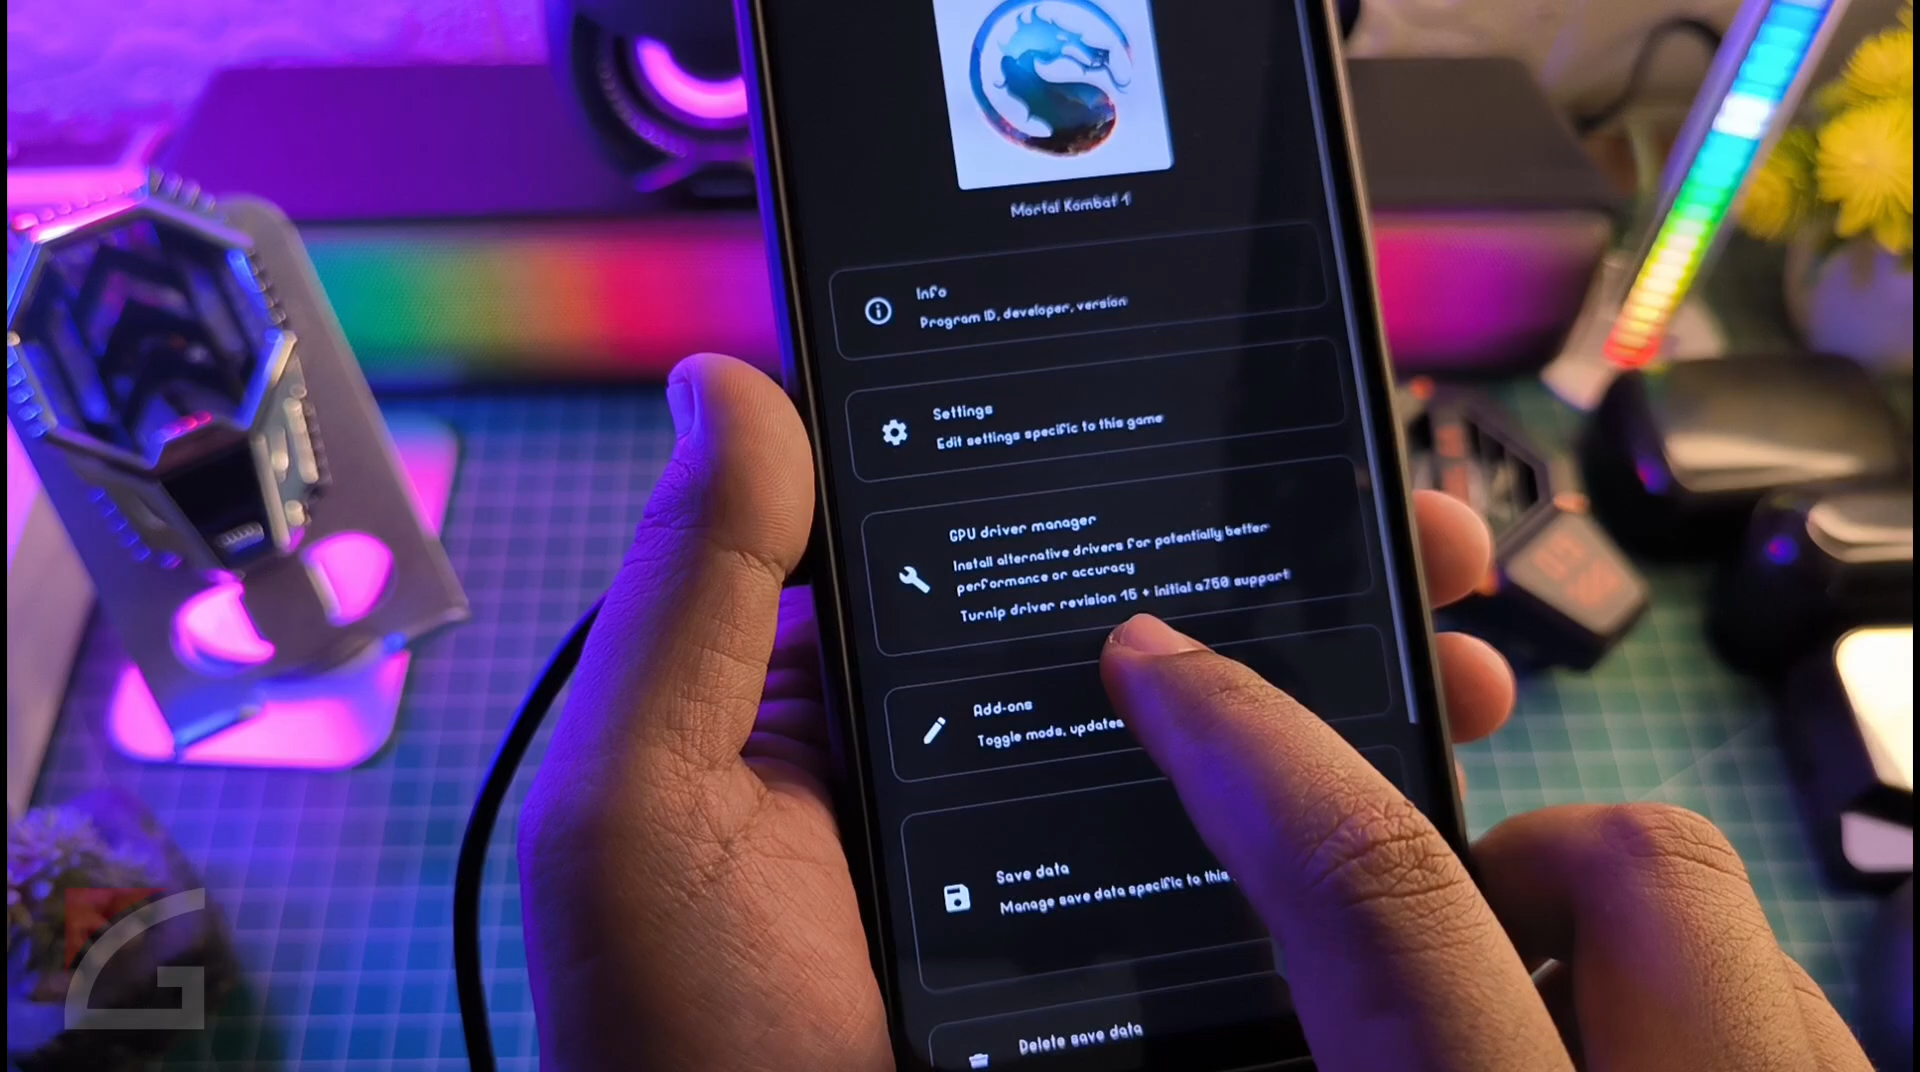 Mortal Kombat 1
Info
Program ID, developer, version
Settings
Edit settings specific to this game
GPU driver manager
Install alternative drivers for potentially better
performance or accuracy
Turnip driver revision 15 + initial a750 support
Add-ons
Toggle mods, updates
Save data
Manage save data specific to this
Delete save data
G